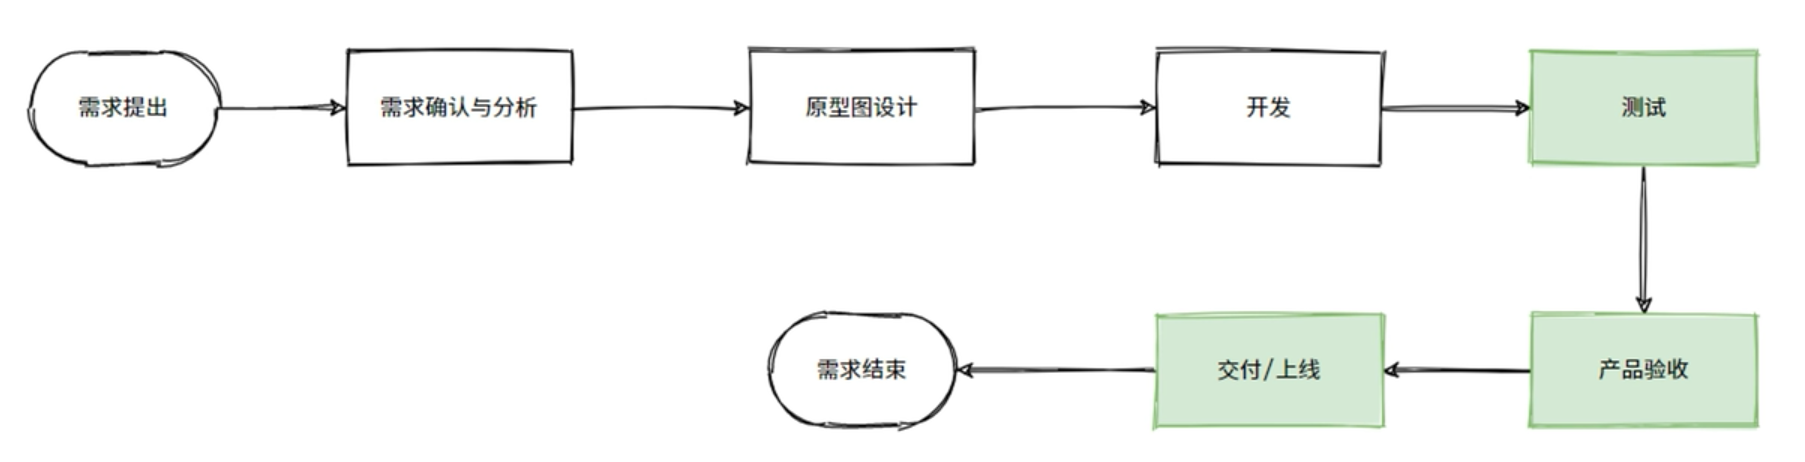 需求提出
需求确认与分析
原型图设计
开发
测试
产品验收
交付/上线
需求结束